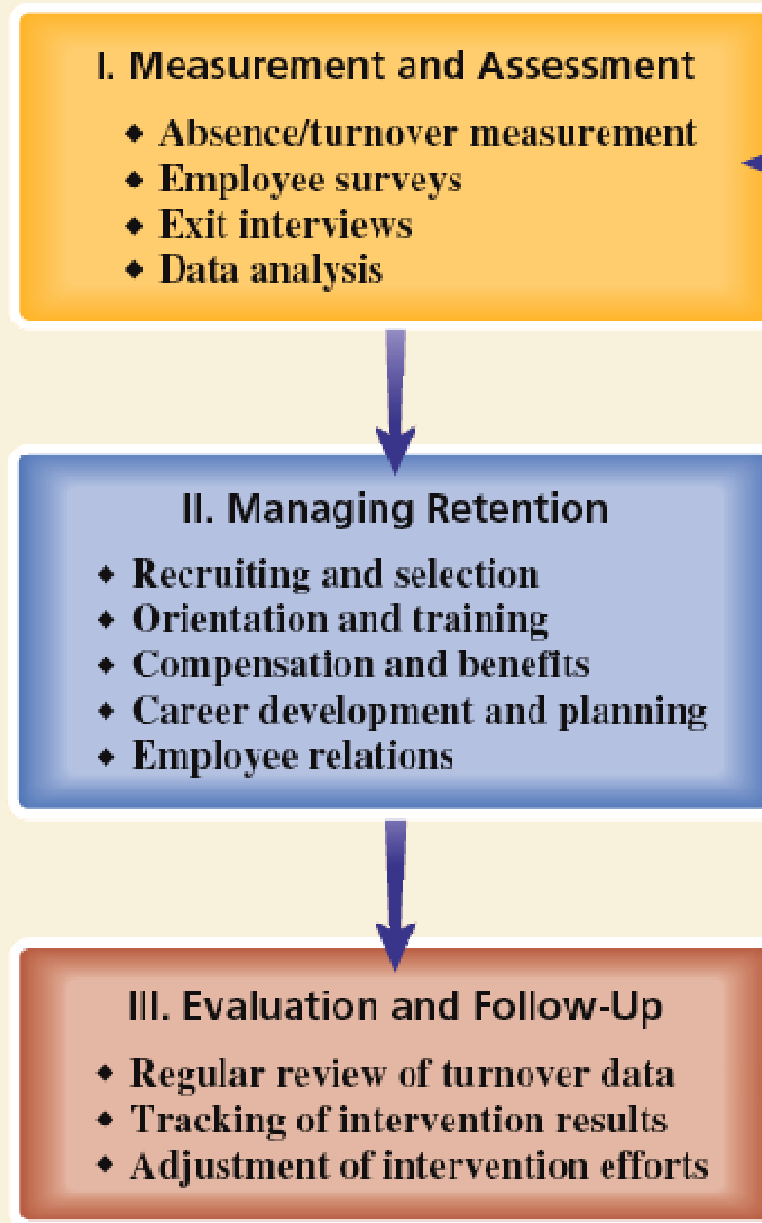 I. Measurement and Assessment
◆ Absence/turnover measurement
◆ Employee surveys
◆ Exit interviews
◆ Data analysis
II. Managing Retention
◆ Recruiting and selection
◆ Orientation and training
◆ Compensation and benefits
◆ Career development and planning
◆ Employee relations
III. Evaluation and Follow-Up
◆ Regular review of turnover data
◆ Tracking of intervention results
◆ Adjustment of intervention efforts